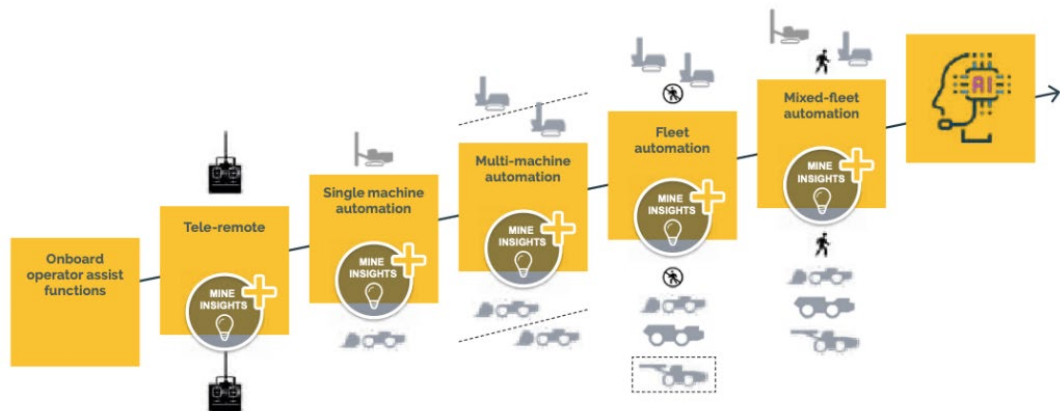 Onboard
operator assist
functions
Tele-remote
MINE
INSIGHTS
Single machine
automation
MINE
INSIGHTS
Multi-machine
automation
MINE
INSIGHTS
Fleet
automation
MINE
INSIGHTS
Mixed-fleet
automation
MINE
INSIGHTS
AI